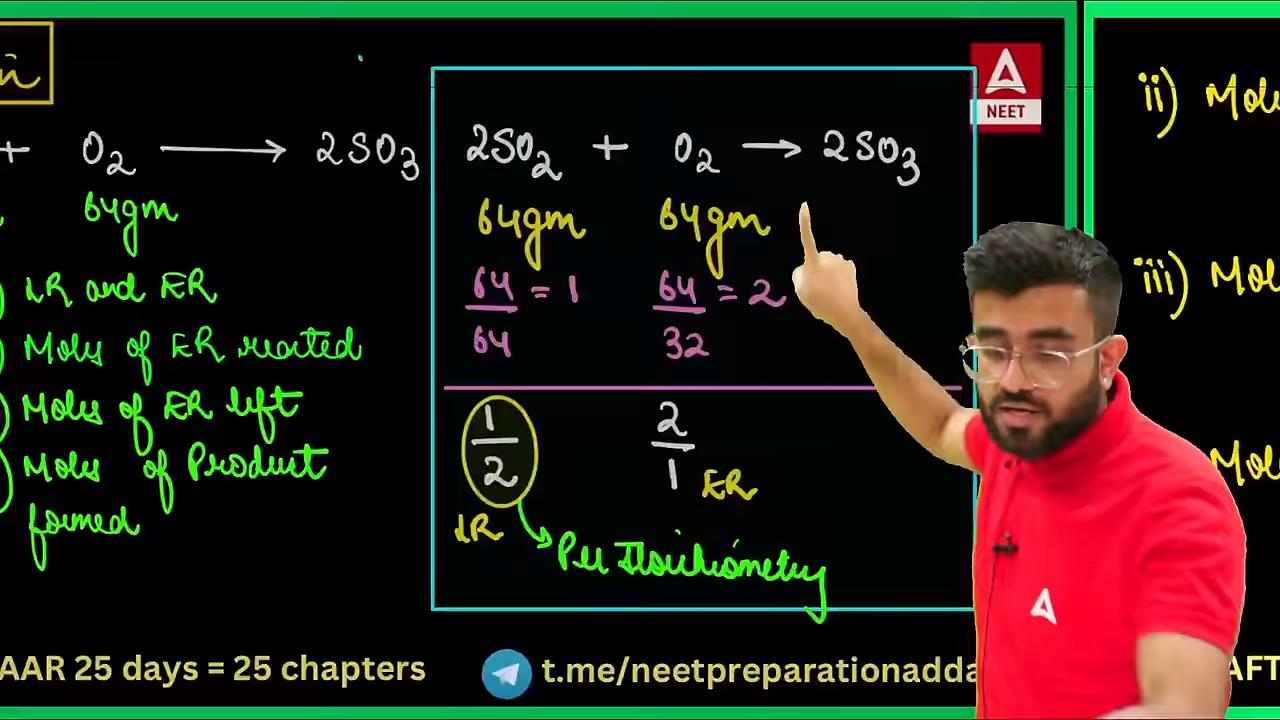 + O2 → 2SO3
64gm
LR and ER
Moles of ER reacted
Moles of ER left
Moles of Product
formed
2SO2 + O2 → 2SO3
64gm 64gm
64/64 = 1 64/32 = 2
1/2 2/1 ER
LR
Per Stoichiometry
NEET
ii) Mol
iii) Mol
Mol
AAR 25 days = 25 chapters
t.me/neetpreparationadda
AFT